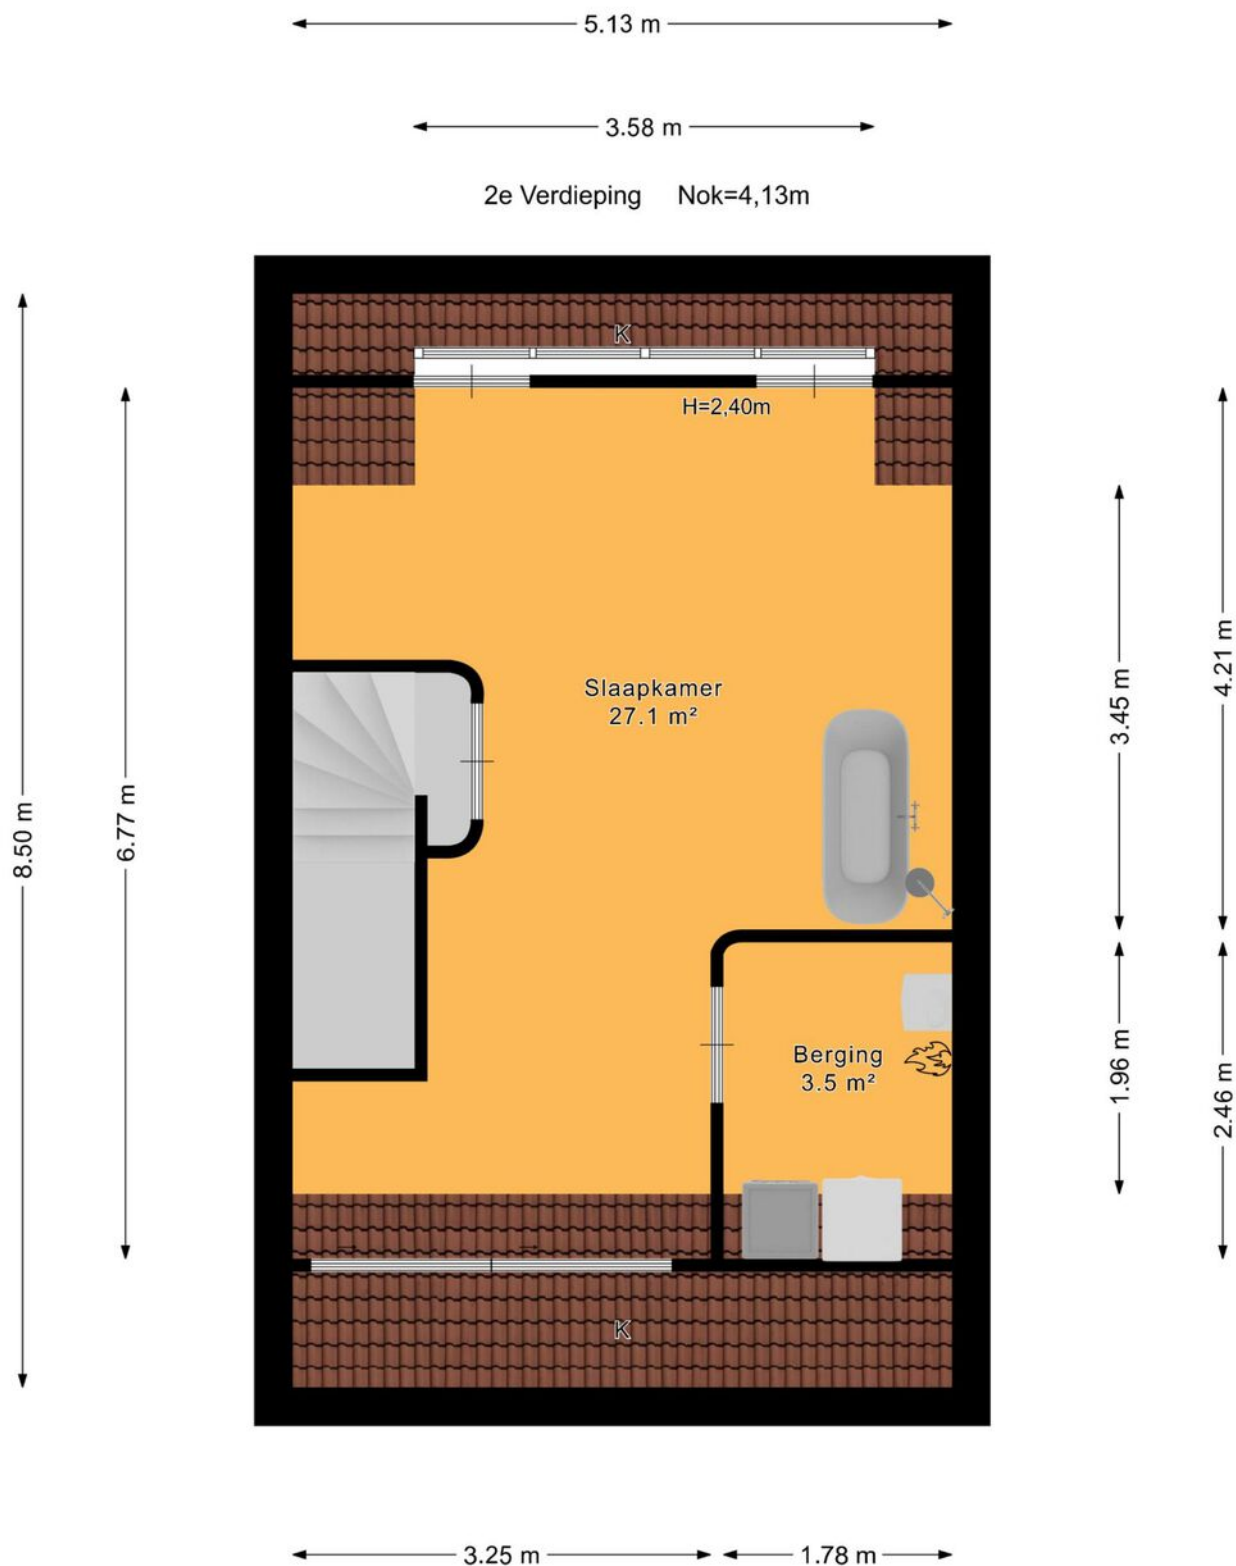 5.13 m
3.58 m
2e Verdieping Nok=4,13m
K
H=2,40m
Slaapkamer
27.1 m²
8.50 m
6.77 m
3.45 m
4.21 m
Berging
3.5 m²
1.96 m
2.46 m
K
3.25 m
1.78 m